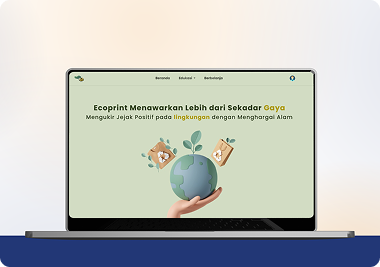 Beranda Edukasi Berbelanja
Ecoprint Menawarkan Lebih dari Sekadar Gaya
Mengukir Jejak Positif pada lingkungan dengan Menghargai Alam